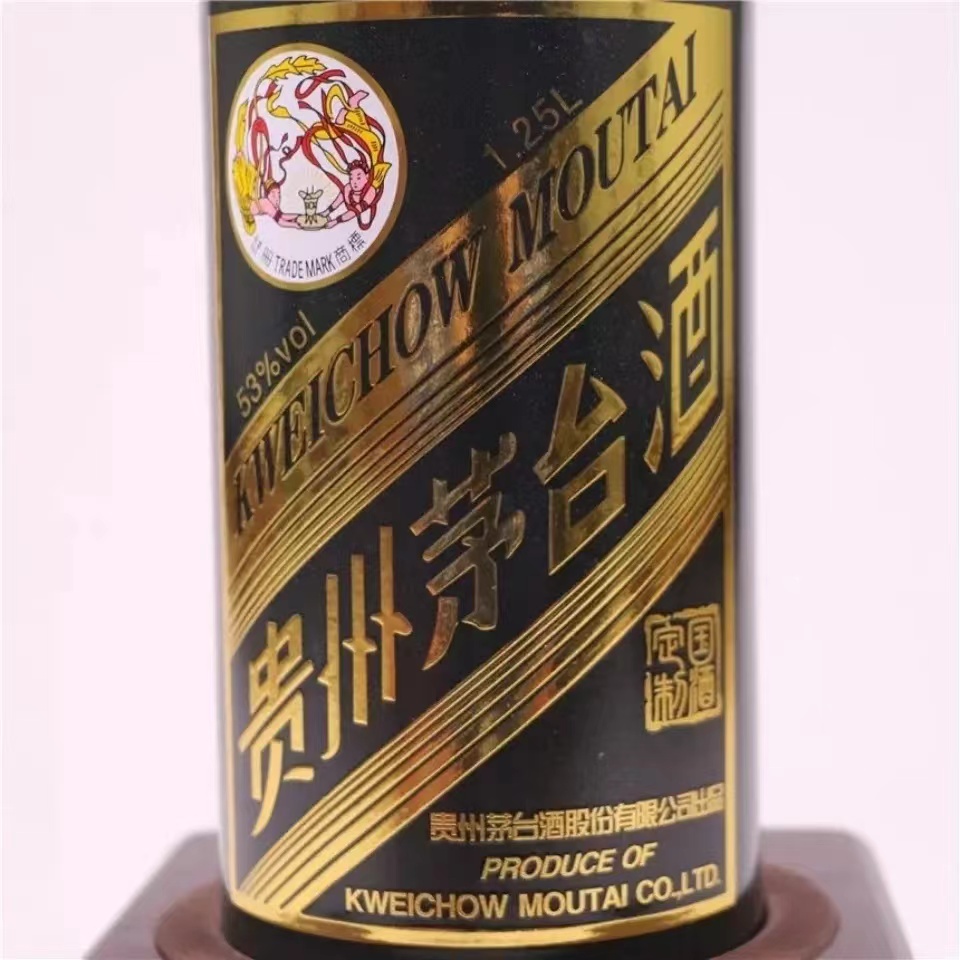 注册 TRADE MARK 商標
1.25L
53%vol
KWEICHOW MOUTAI
贵州茅台酒
国酒
定制
贵州茅台酒股份有限公司出品
PRODUCE OF
KWEICHOW MOUTAI CO.,LTD.